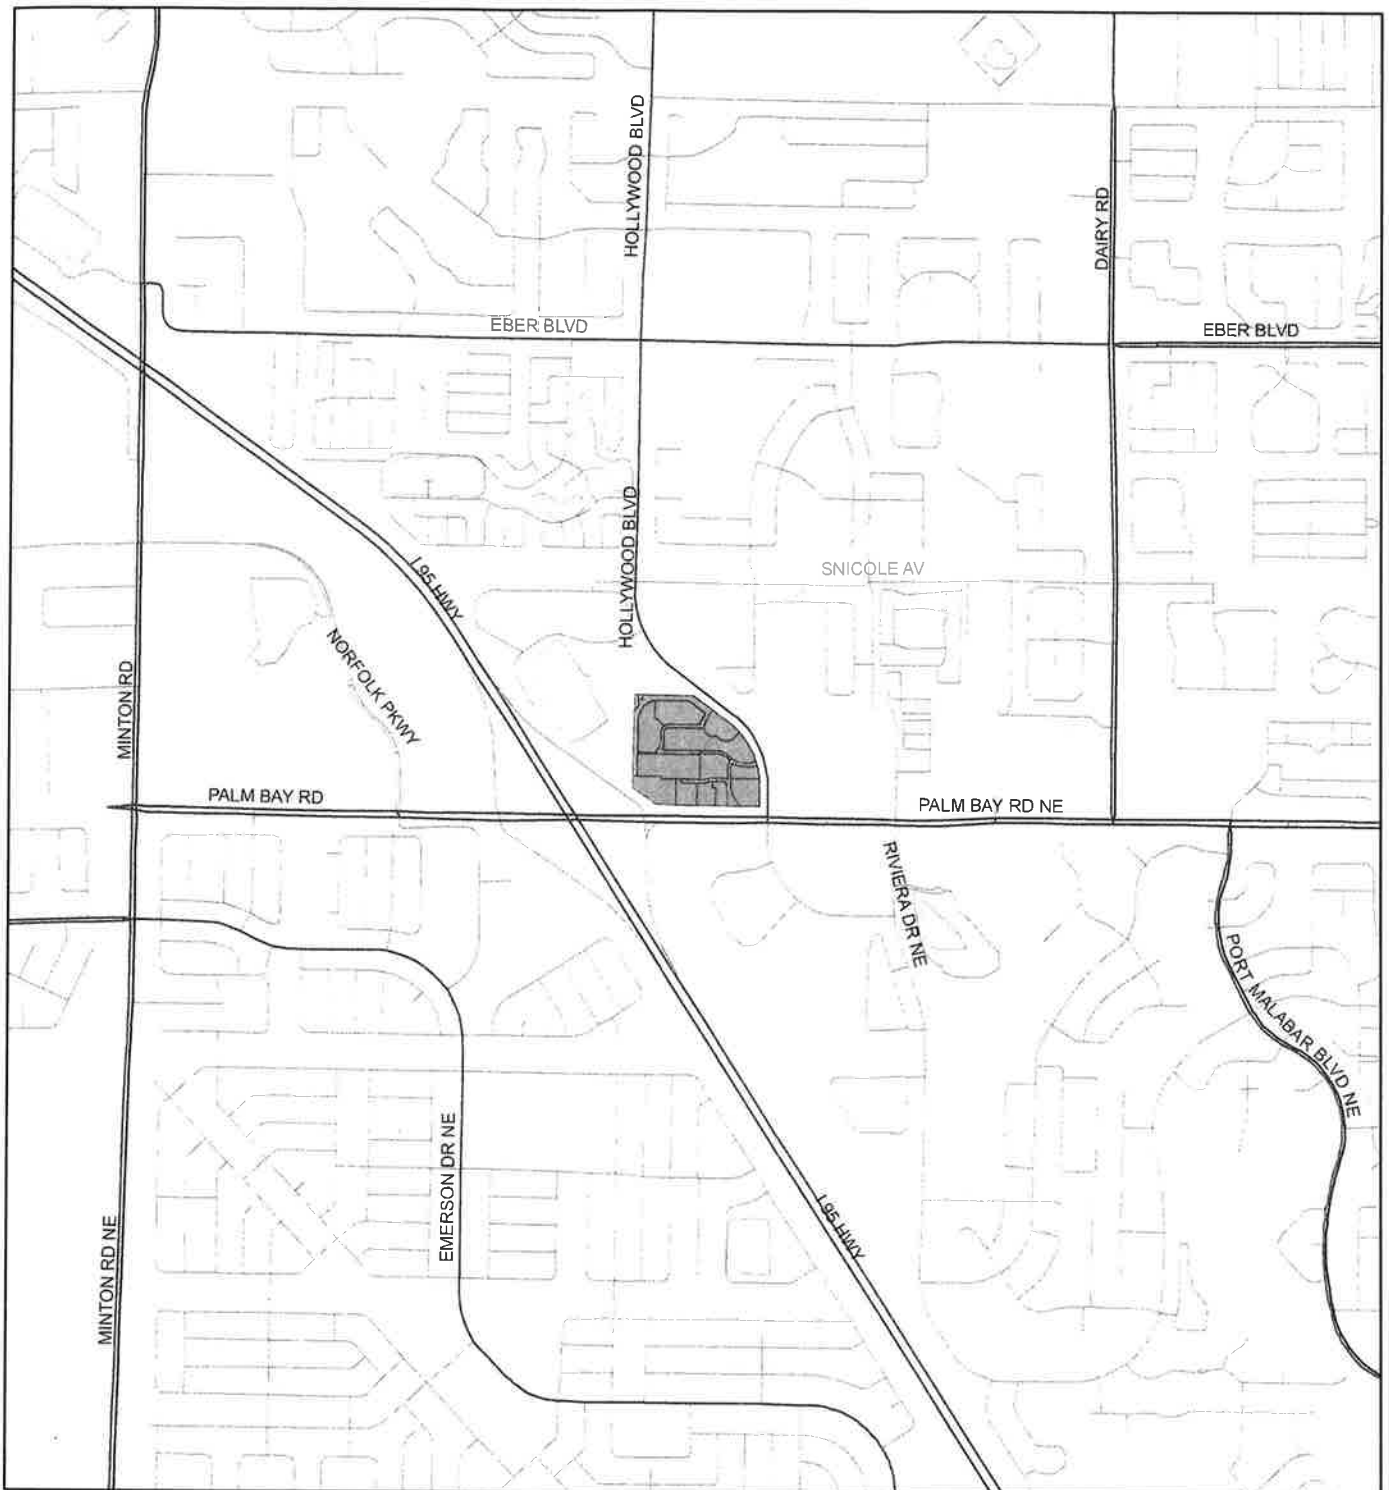 HOLLYWOOD BLVD
DAIRY RD
EBER BLVD
EBER BLVD
HOLLYWOOD BLVD
I 95 HWY
SNICOLE AV
NORFOLK PKWY
MINTON RD
PALM BAY RD
PALM BAY RD NE
RIVIERA DR NE
PORT MALABAR BLVD NE
EMERSON DR NE
I 95 HWY
MINTON RD NE